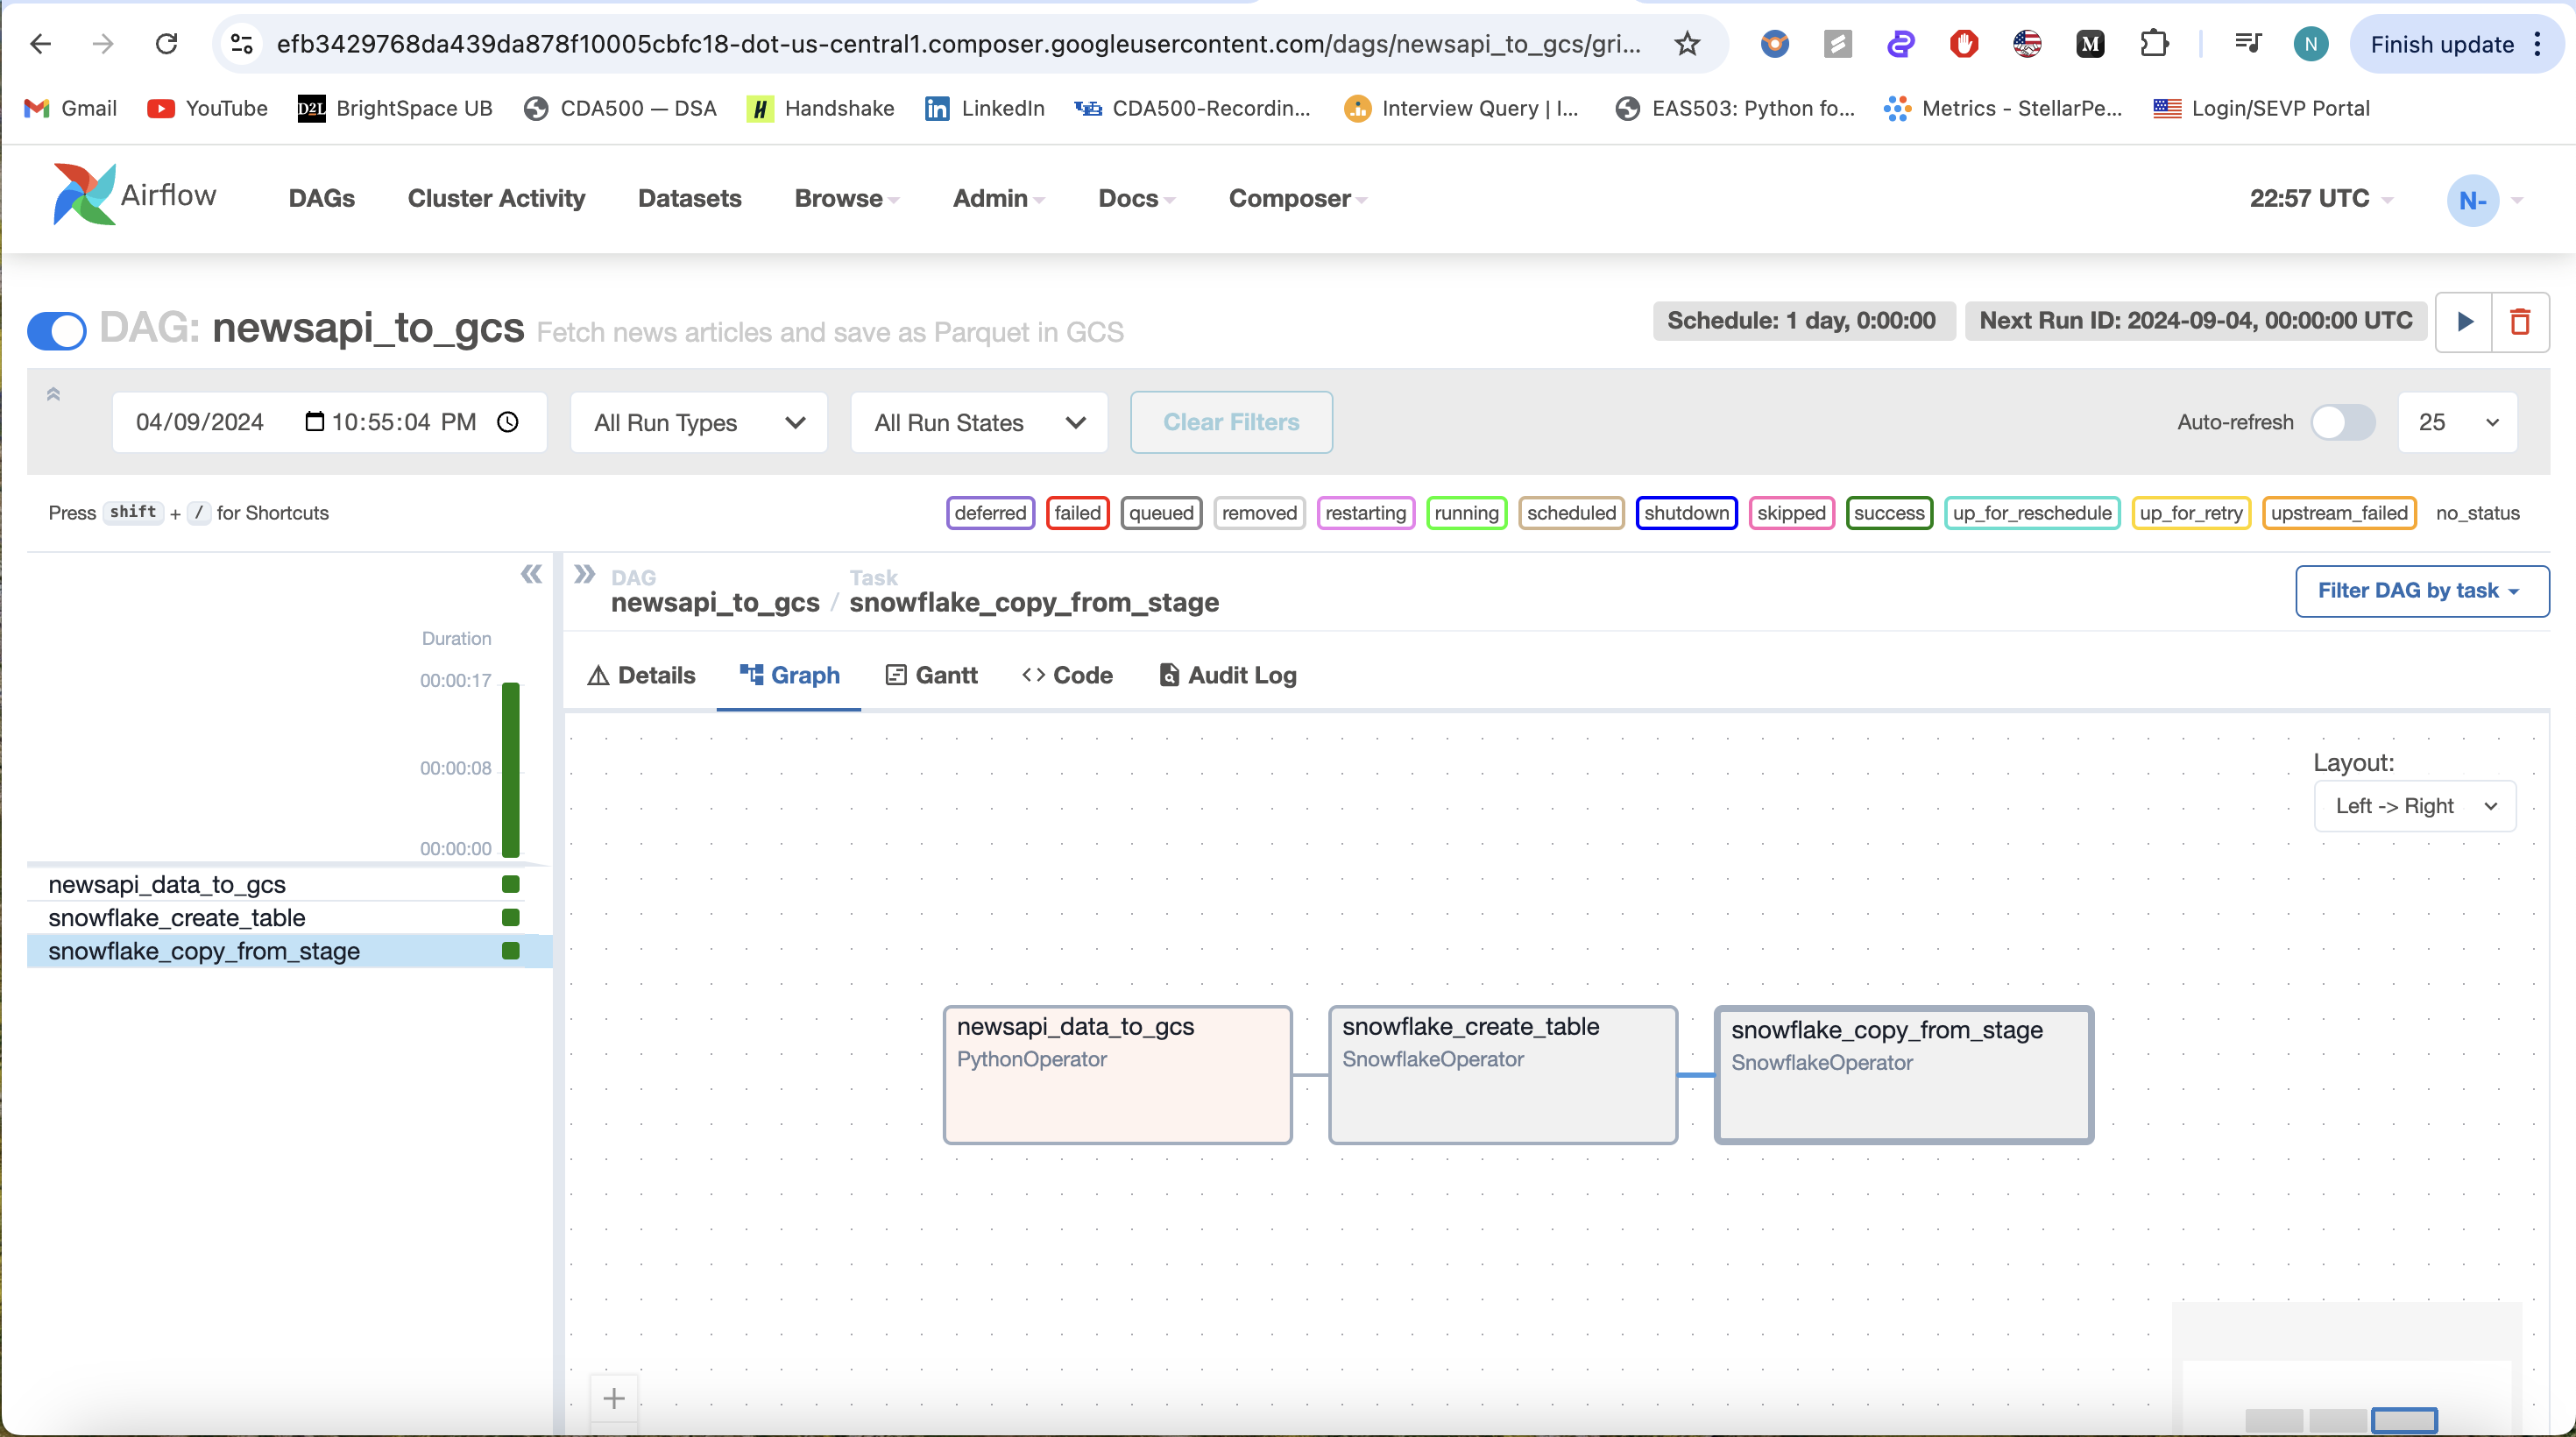 efb3429768da439da878f10005cbfc18-dot-us-central1.composer.googleusercontent.com/dags/newsapi_to_gcs/gri...
M
N
Finish update
Gmail
YouTube
D2L
BrightSpace UB
CDA500 — DSA
H
Handshake
in
LinkedIn
CDA500-Recordin...
Interview Query | I...
EAS503: Python fo...
Metrics - StellarPe...
Login/SEVP Portal
Airflow
DAGs
Cluster Activity
Datasets
Browse
Admin
Docs
Composer
22:57 UTC
N-
DAG: newsapi_to_gcs Fetch news articles and save as Parquet in GCS
Schedule: 1 day, 0:00:00
Next Run ID: 2024-09-04, 00:00:00 UTC
04/09/2024 10:55:04 PM
All Run Types
All Run States
Clear Filters
Auto-refresh
25
Press shift + / for Shortcuts
deferred
failed
queued
removed
restarting
running
scheduled
shutdown
skipped
success
up_for_reschedule
up_for_retry
upstream_failed
no_status
Duration
00:00:17
00:00:08
00:00:00
newsapi_data_to_gcs
snowflake_create_table
snowflake_copy_from_stage
DAG
newsapi_to_gcs
/
Task
snowflake_copy_from_stage
Filter DAG by task
Details
Graph
Gantt
Code
Audit Log
Layout:
Left -> Right
newsapi_data_to_gcs
PythonOperator
snowflake_create_table
SnowflakeOperator
snowflake_copy_from_stage
SnowflakeOperator
+